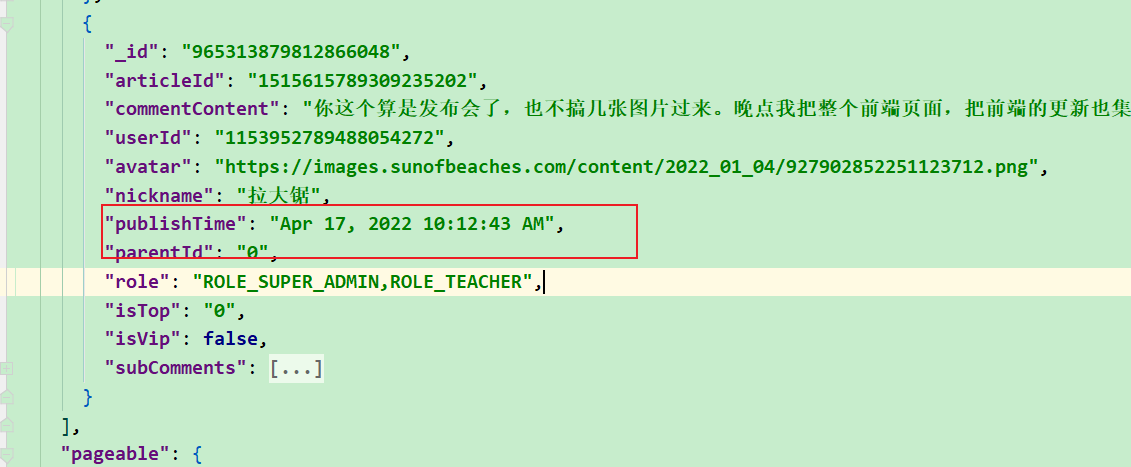 },
{
"_id": "965313879812866048",
"articleId": "1515615789309235202",
"commentContent": "你这个算是发布会了，也不搞几张图片过来。晚点我把整个前端页面，把前端的更新也集
"userId": "1153952789488054272",
"avatar": "https://images.sunofbeaches.com/content/2022_01_04/927902852251123712.png",
"nickname": "拉大锯",
"publishTime": "Apr 17, 2022 10:12:43 AM",
"parentId": "0",
"role": "ROLE_SUPER_ADMIN,ROLE_TEACHER",
"isTop": "0",
"isVip": false,
"subComments": [...]
}
],
"pageable": {